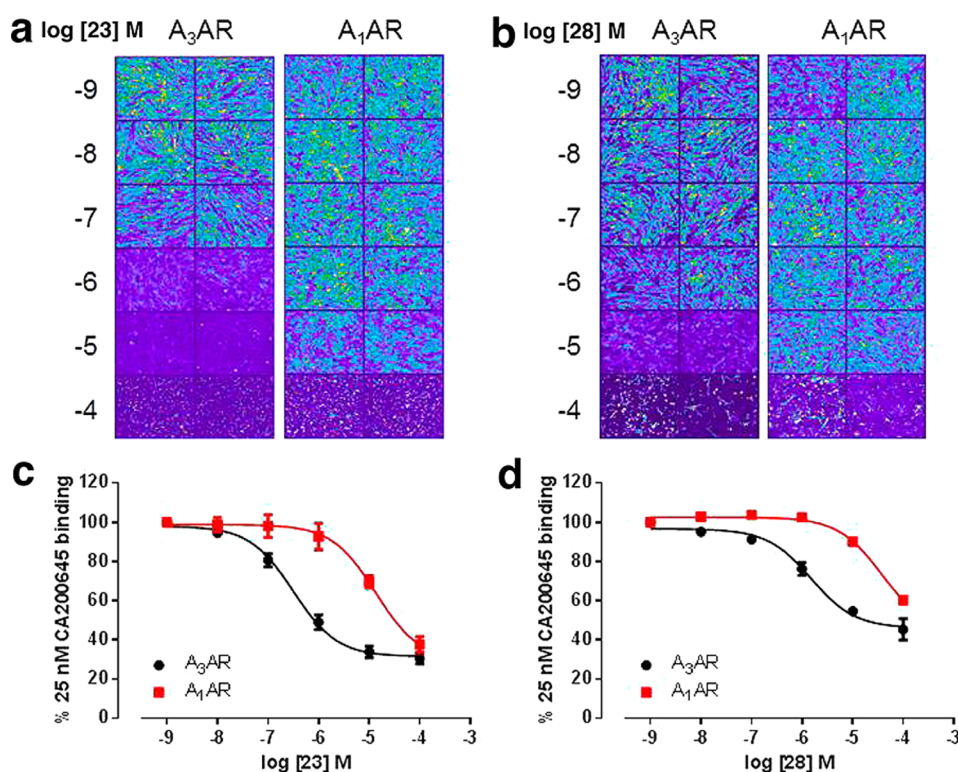 a log [23] M A₃AR A₁AR
-9
-8
-7
-6
-5
-4
b log [28] M A₃AR A₁AR
-9
-8
-7
-6
-5
-4
c
% 25 nM CA200645 binding
120
100
80
60
40
20
0
A₃AR
A₁AR
-9 -8 -7 -6 -5 -4 -3
log [23] M
d
% 25 nM CA200645 binding
120
100
80
60
40
20
0
A₃AR
A₁AR
-9 -8 -7 -6 -5 -4 -3
log [28] M